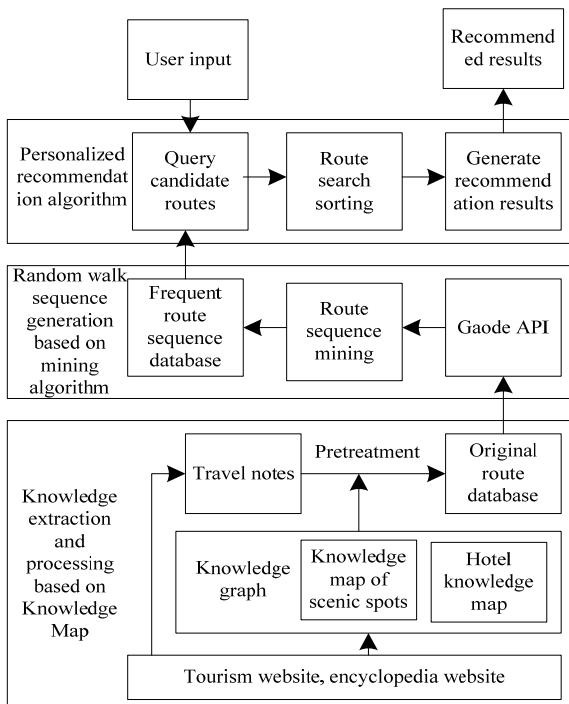 User input
Recommend
ed results
Personalized
recommendat
ion algorithm
Query
candidate
routes
Route
search
sorting
Generate
recommend
ation results
Random walk
sequence
generation
based on
mining
algorithm
Frequent
route
sequence
database
Route
sequence
mining
Gaode API
Knowledge
extraction
and
processing
based on
Knowledge
Map
Travel notes
Pretreatment
Original
route
database
Knowledge
graph
Knowledge
map of
scenic spots
Hotel
knowledge
map
Tourism website, encyclopedia website